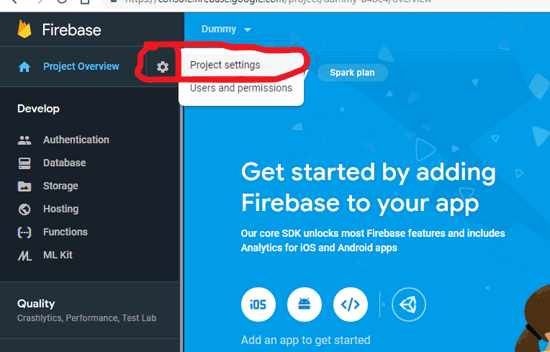 https://console.firebase.google.com/project/dummy-d4bc4/overview
Firebase
Dummy
Project Overview
Project settings
Users and permissions
Spark plan
Develop
Authentication
Database
Storage
Hosting
Functions
ML Kit
Quality
Crashlytics, Performance, Test Lab
Get started by adding
Firebase to your app
Our core SDK unlocks most Firebase features and includes
Analytics for iOS and Android apps
iOS
Add an app to get started